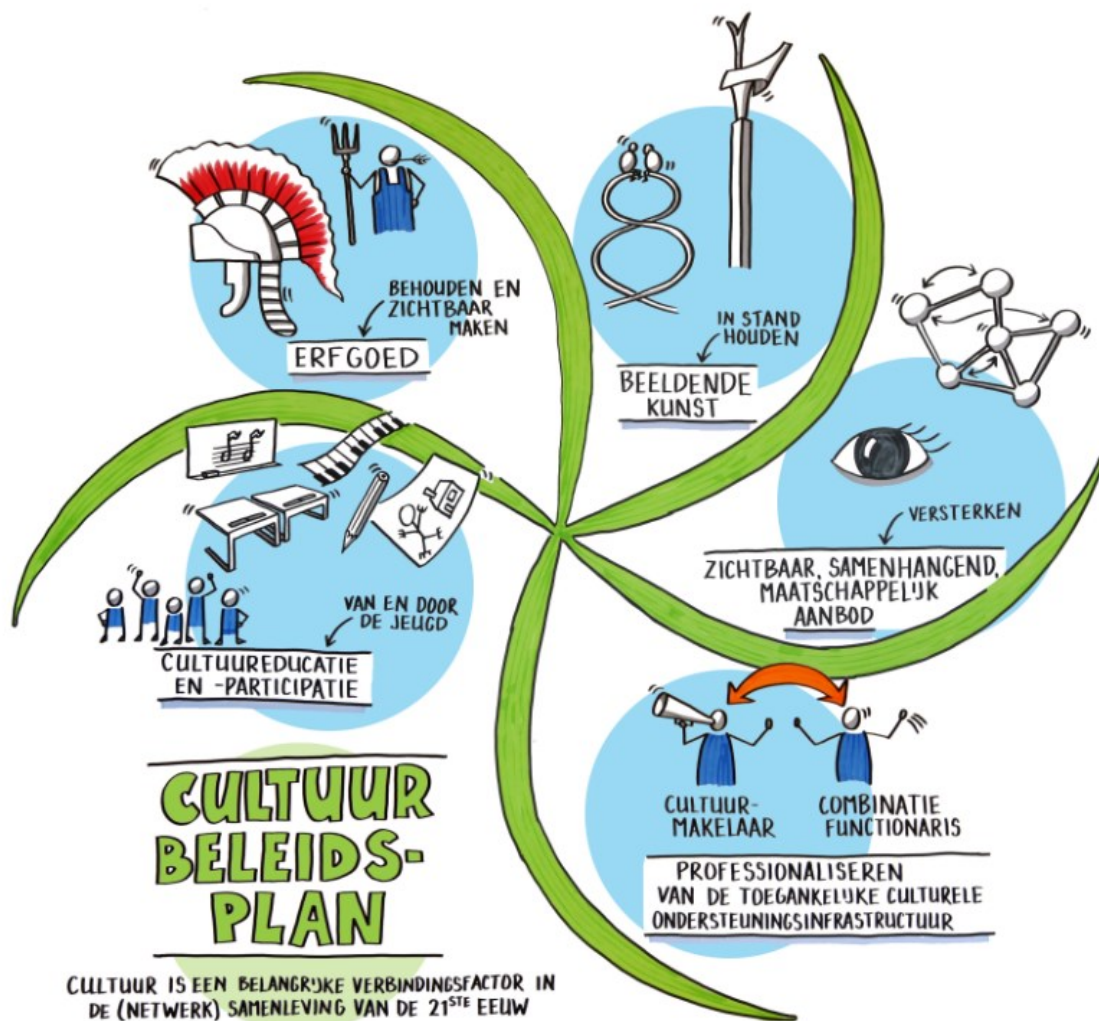 BEHOUDEN EN
ZICHTBAAR
MAKEN
ERFGOED
IN STAND
HOUDEN
BEELDENDE
KUNST
VERSTERKEN
ZICHTBAAR, SAMENHANGEND,
MAATSCHAPPELIJK
AANBOD
VAN EN DOOR
DE JEUGD
CULTUUREDUCATIE
EN -PARTICIPATIE
CULTUUR-
MAKELAAR
COMBINATIE
FUNCTIONARIS
PROFESSIONALISEREN
VAN DE TOEGANKELIJKE CULTURELE
ONDERSTEUNINGSINFRASTRUCTUUR
CULTUUR
BELEIDS-
PLAN
CULTUUR IS EEN BELANGRIJKE VERBINDINGSFACTOR IN
DE (NETWERK) SAMENLEVING VAN DE 21STE EEUW